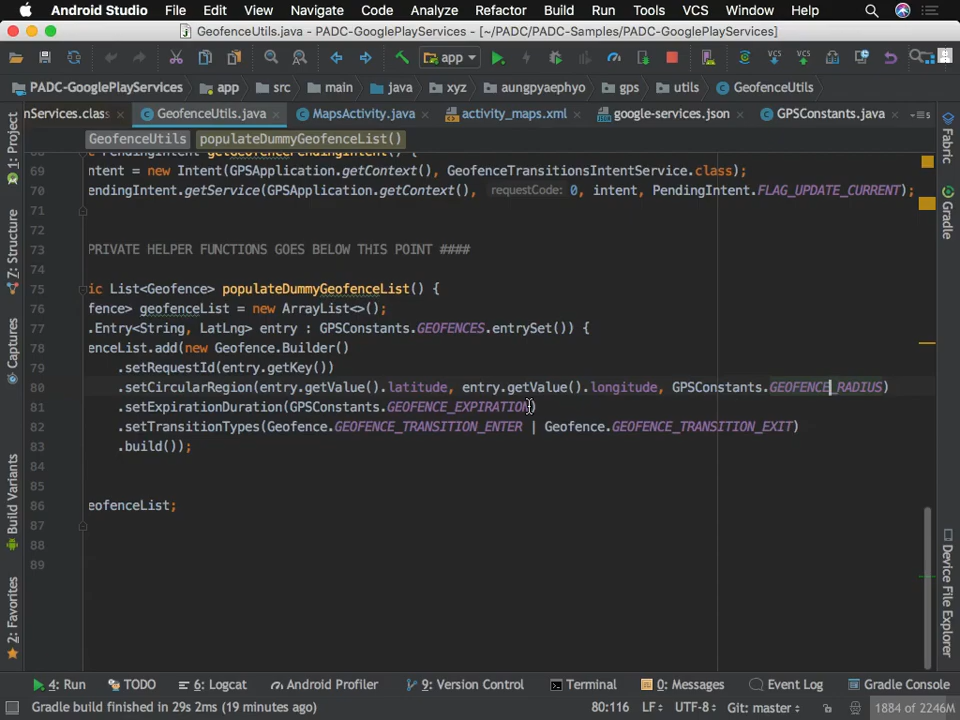 Android Studio File Edit View Navigate Code Analyze Refactor Build Run Tools VCS Window Help
GeofenceUtils.java - PADC-GooglePlayServices - [~/PADC/PADC-Samples/PADC-GooglePlayServices]
app
PADC-GooglePlayServices app src main java xyz aungpyaephyo gps utils GeofenceUtils
nServices.class GeofenceUtils.java MapsActivity.java activity_maps.xml google-services.json GPSConstants.java
GeofenceUtils populateDummyGeofenceList()
68 c PendingIntent getGeofencePendingIntent() {
69 ntent = new Intent(GPSApplication.getContext(), GeofenceTransitionsIntentService.class);
70 endingIntent.getService(GPSApplication.getContext(), requestCode: 0, intent, PendingIntent.FLAG_UPDATE_CURRENT);
71
72
73 PRIVATE HELPER FUNCTIONS GOES BELOW THIS POINT ####
74
75 ic List<Geofence> populateDummyGeofenceList() {
76 fence> geofenceList = new ArrayList<>();
77 .Entry<String, LatLng> entry : GPSConstants.GEOFENCES.entrySet()) {
78 enceList.add(new Geofence.Builder()
79 .setRequestId(entry.getKey())
80 .setCircularRegion(entry.getValue().latitude, entry.getValue().longitude, GPSConstants.GEOFENCE_RADIUS)
81 .setExpirationDuration(GPSConstants.GEOFENCE_EXPIRATION)
82 .setTransitionTypes(Geofence.GEOFENCE_TRANSITION_ENTER | Geofence.GEOFENCE_TRANSITION_EXIT)
83 .build());
84
85
86 eofenceList;
87
88
89
1: Project
7: Structure
Captures
Build Variants
2: Favorites
Fabric
Gradle
Device File Explorer
4: Run TODO 6: Logcat Android Profiler 9: Version Control Terminal 0: Messages Event Log Gradle Console
Gradle build finished in 29s 2ms (19 minutes ago) 80:116 LF÷ UTF-8÷ Git: master÷ 1884 of 2246M